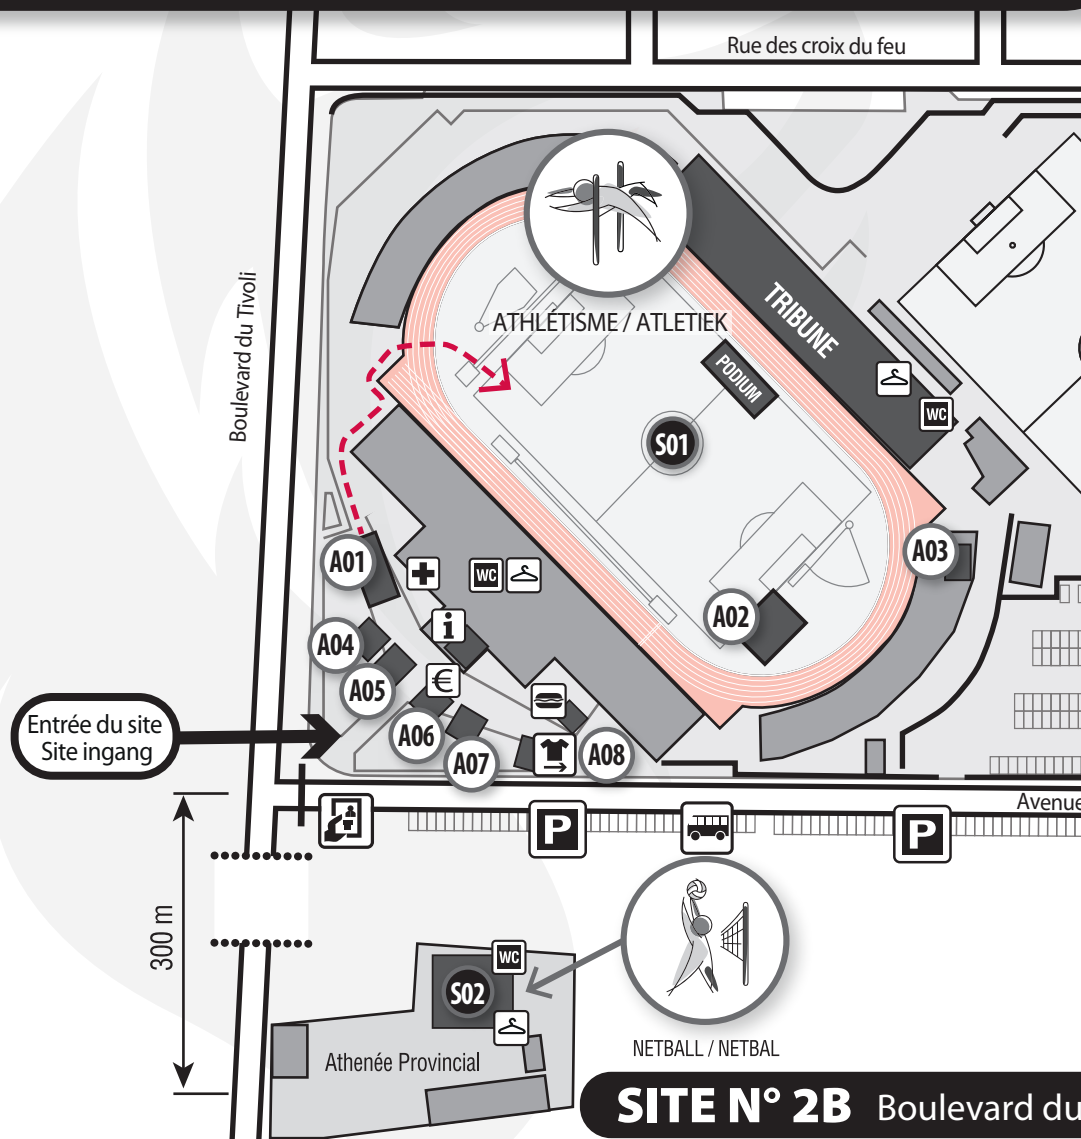 Rue des croix du feu
Boulevard du Tivoli
ATHLÉTISME / ATLETIEK
TRIBUNE
PODIUM
WC
S01
A01
WC
A03
A02
A04
i
A05
€
Entrée du site
Site ingang
A06
A07
A08
Avenue
P
P
300 m
WC
S02
Athenée Provincial
NETBALL / NETBAL
SITE N° 2B Boulevard du